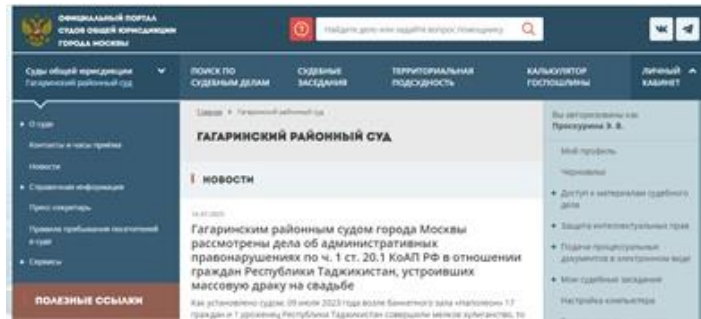 ОФИЦИАЛЬНЫЙ ПОРТАЛ
СУДОВ ОБЩЕЙ ЮРИСДИКЦИИ
ГОРОДА МОСКВЫ
Найдите дело или задайте вопрос помощнику
Суды общей юрисдикции
Гагаринский районный суд
ПОИСК ПО
СУДЕБНЫМ ДЕЛАМ
СУДЕБНЫЕ
ЗАСЕДАНИЯ
ТЕРРИТОРИАЛЬНАЯ
ПОДСУДНОСТЬ
КАЛЬКУЛЯТОР
ГОСПОШЛИНЫ
ЛИЧНЫЙ
КАБИНЕТ
О суде
Контакты и часы приёма
Новости
Справочная информация
Пресс-секретарь
Правила пребывания посетителей
в суде
Сервисы
ПОЛЕЗНЫЕ ССЫЛКИ
Главная Гагаринский районный суд
ГАГАРИНСКИЙ РАЙОННЫЙ СУД
НОВОСТИ
Гагаринским районным судом города Москвы
рассмотрены дела об административных
правонарушениях по ч. 1 ст. 20.1 КоАП РФ в отношении
граждан Республики Таджикистан, устроивших
массовую драку на свадьбе
Как установлено судом, 09 июля 2023 года возле банкетного зала «Наполеон» 17
граждан и 1 уроженец Республики Таджикистан совершили мелкое хулиганство, то
Вы авторизованы как
Проскурина Э. В.
Мой профиль
Черновики
Доступ к материалам судебного
дела
Защита интеллектуальных прав
Подача процессуальных
документов в электронном виде
Мои судебные заседания
Настройка компьютера